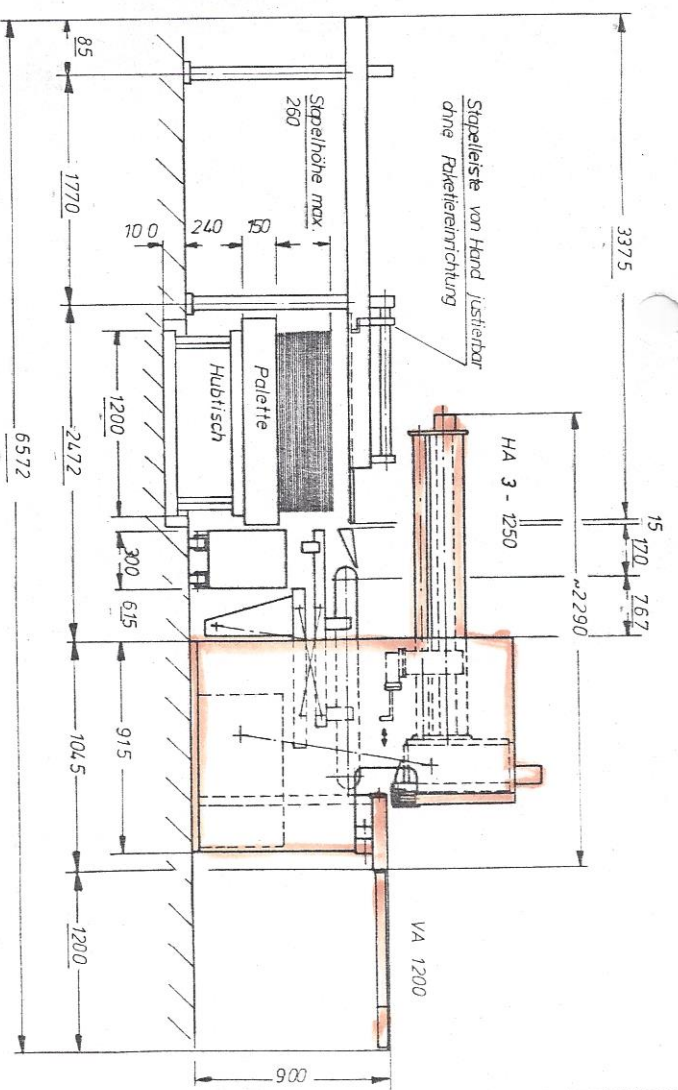 3375
15
170
767
Stapelleiste von Hand justierbar
ohne Paketiereinrichtung
HA 3 - 1250
~2290
VA 1200
Stapelhöhe max.
260
150
240
100
Palette
Hubtisch
900
1200
300
615
915
85
1770
2472
1045
1200
6572